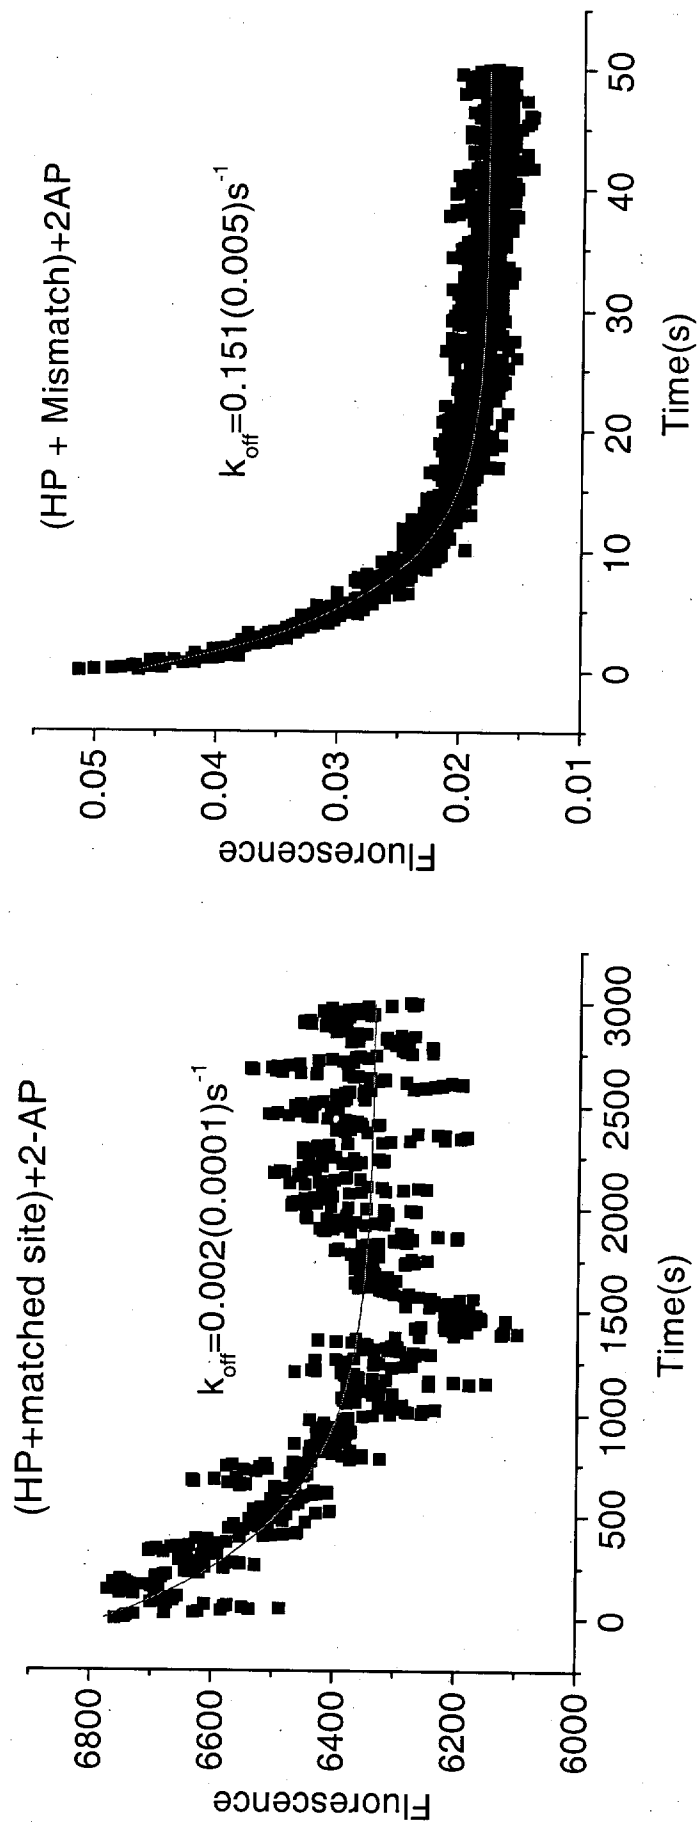 (HP+matched site)+2-AP
k_off=0.002(0.0001)s^-1
Fluorescence
6800
6600
6400
6200
6000
0 500 1000 1500 2000 2500 3000
Time(s)
(HP + Mismatch)+2AP
k_off=0.151(0.005)s^-1
Fluorescence
0.05
0.04
0.03
0.02
0.01
0 10 20 30 40 50
Time(s)